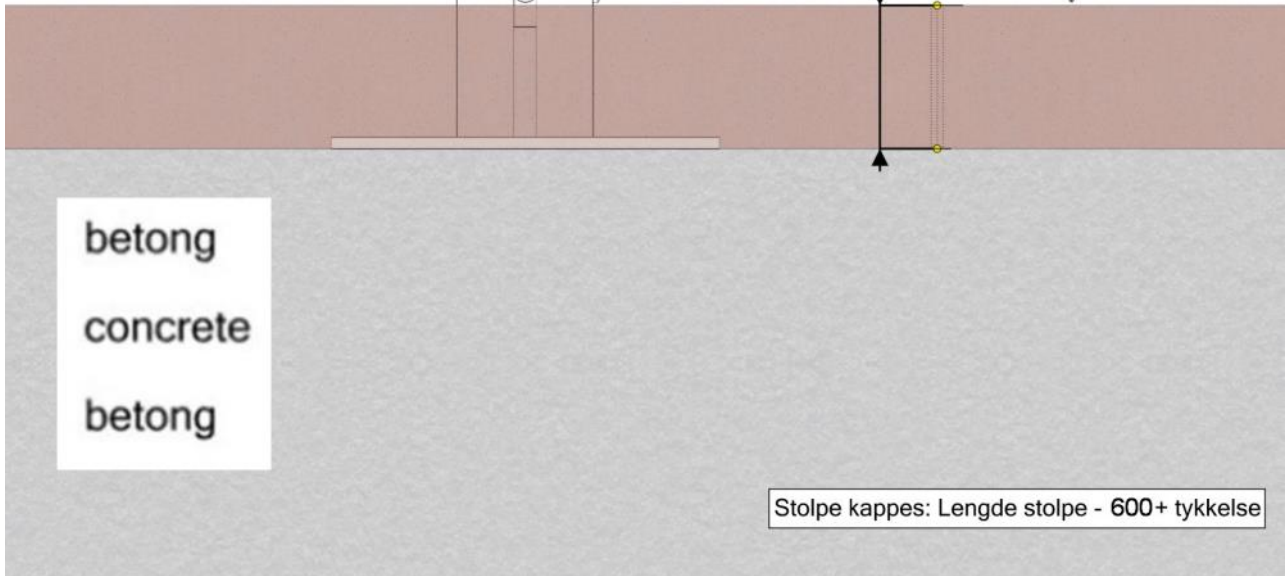 betong
concrete
betong
Stolpe kappes: Lengde stolpe - 600+ tykkelse